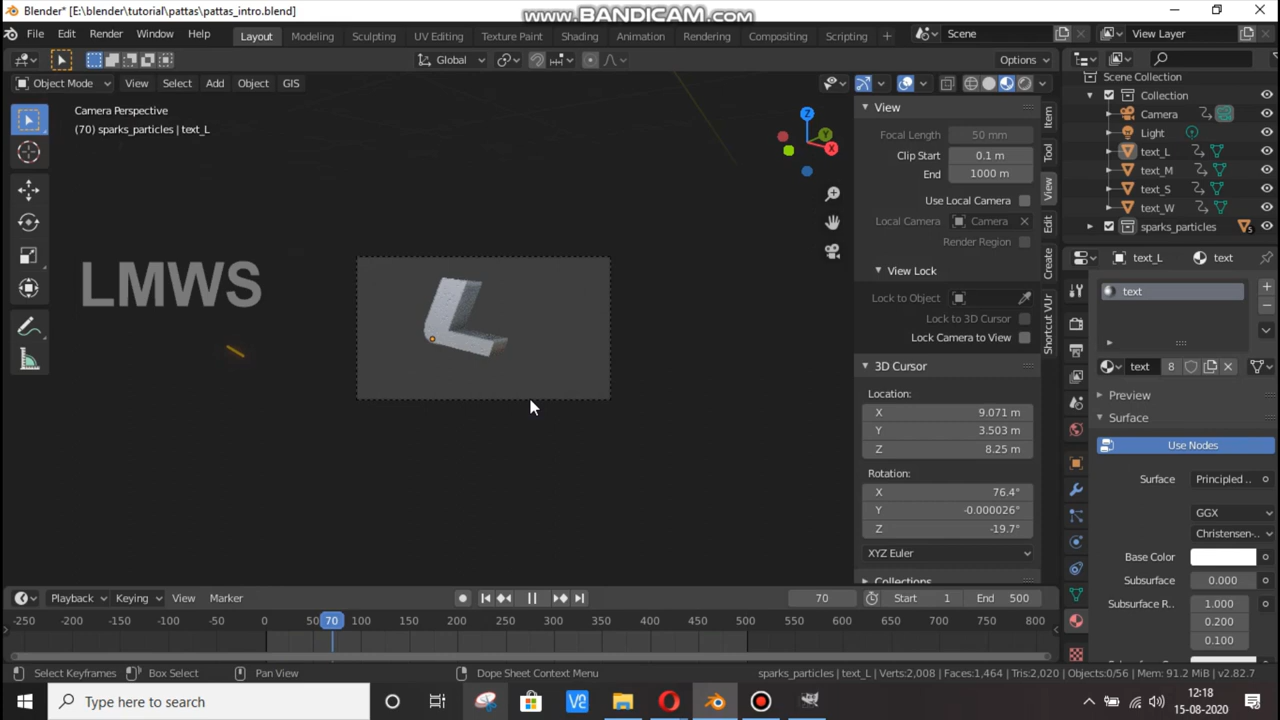 Blender* [E:\blender\tutorial\pattas\pattas_intro.blend]
www.BANDICAM.com
File Edit Render Window Help
Layout Modeling Sculpting UV Editing Texture Paint Shading Animation Rendering Compositing Scripting
Scene
View Layer
Global
Options
Object Mode View Select Add Object GIS
Camera Perspective
(70) sparks_particles | text_L
LMWS
L
Z
Y
X
View
Focal Length 50 mm
Clip Start 0.1 m
End 1000 m
Use Local Camera
Local Camera Camera
Render Region
View Lock
Lock to Object
Lock to 3D Cursor
Lock Camera to View
3D Cursor
Location:
X 9.071 m
Y 3.503 m
Z 8.25 m
Rotation:
X 76.4°
Y -0.000026°
Z -19.7°
XYZ Euler
Collections
Item
Tool
View
Edit
Create
Shortcut VUr
Scene Collection
Collection
Camera
Light
text_L
text_M
text_S
text_W
sparks_particles 5
text_L text
text
text 8
Preview
Surface
Use Nodes
Surface Principled ..
GGX
Christensen-..
Base Color
Subsurface 0.000
Subsurface R.. 1.000
0.200
0.100
Playback Keying View Marker
70
Start 1
End 500
-250 -200 -150 -100 -50 0 50 70 100 150 200 250 300 350 400 450 500 550 600 650 700 750 800
Select Keyframes Box Select Pan View Dope Sheet Context Menu
sparks_particles | text_L | Verts:2,008 | Faces:1,464 | Tris:2,020 | Objects:0/56 | Mem: 91.2 MiB | v2.82.7
Type here to search
12:18
15-08-2020